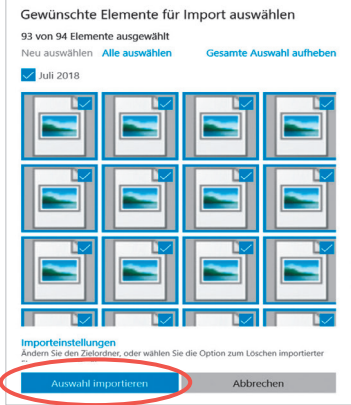 Gewünschte Elemente für Import auswählen
93 von 94 Elemente ausgewählt
Neu auswählen Alle auswählen Gesamte Auswahl aufheben
Juli 2018
Importeinstellungen
Ändern Sie den Zielordner, oder wählen Sie die Option zum Löschen importierter
Auswahl importieren Abbrechen